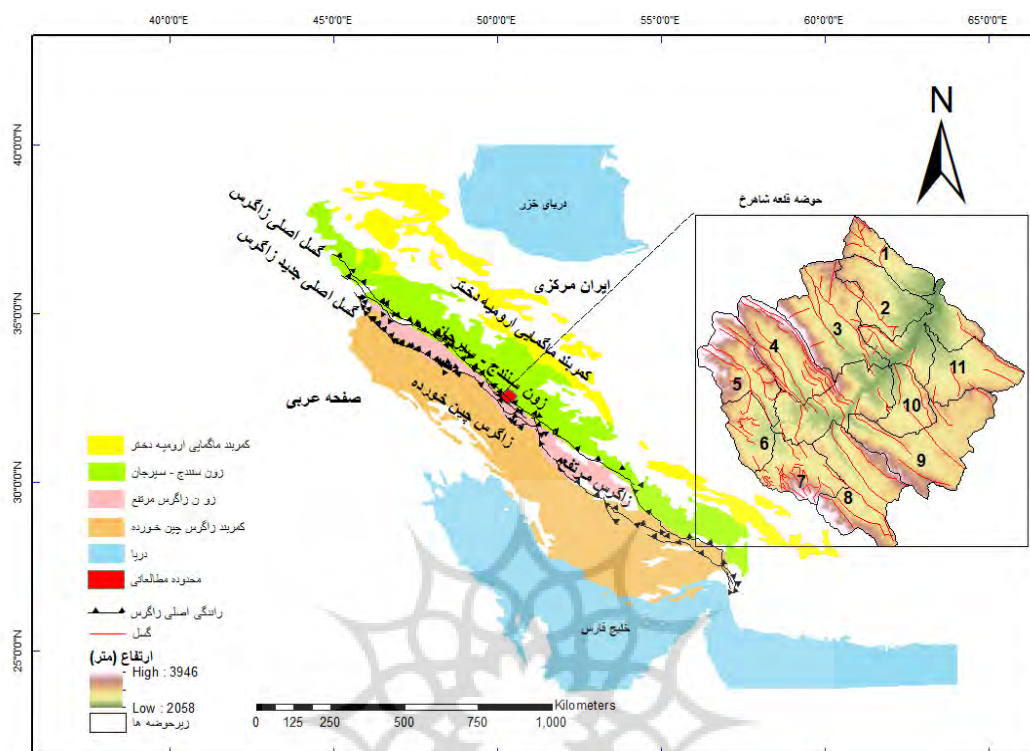 40°0'0"E 45°0'0"E 50°0'0"E 55°0'0"E 60°0'0"E 65°0'0"E
40°0'0"N
35°0'0"N
30°0'0"N
25°0'0"N
N
دریای خزر
حوضه قلعه شاهرخ
گسل اصلی زاگرس
گسل اصلی جدید زاگرس
ایران مرکزی
کمربند ماگمایی ارومیه دختر
زون سنندج - سیرجان
صفحه عربی
زاگرس چین خورده
زاگرس مرتفع
خلیج فارس
1
2
3
4
5
6
7
8
9
10
11
کمربند ماگمایی ارومیه دختر
زون سنندج - سیرجان
زو ن زاگرس مرتفع
کمربند زاگرس چین خورده
دریا
محدوده مطالعاتی
راندگی اصلی زاگرس
گسل
ارتفاع (متر)
High : 3946
Low : 2058
زیرحوضه ها
Kilometers
0 125 250 500 750 1,000